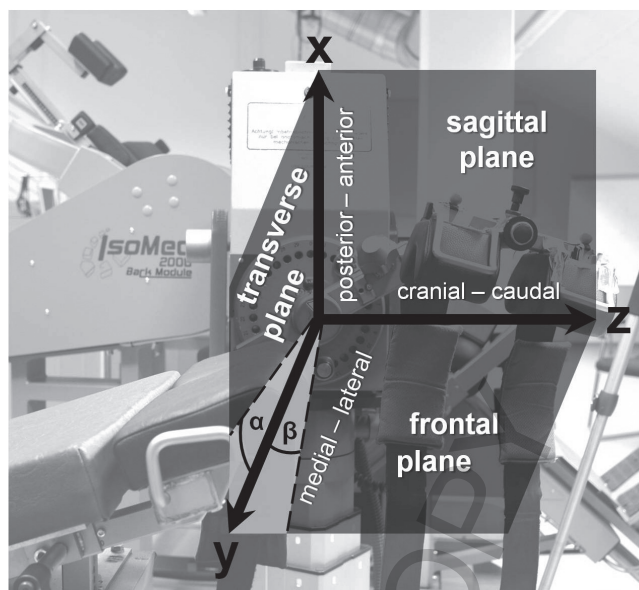 x
sagittal
plane
posterior – anterior
transverse
plane
IsoMed
2000
Back Module
cranial – caudal
z
α
β
medial – lateral
frontal
plane
y